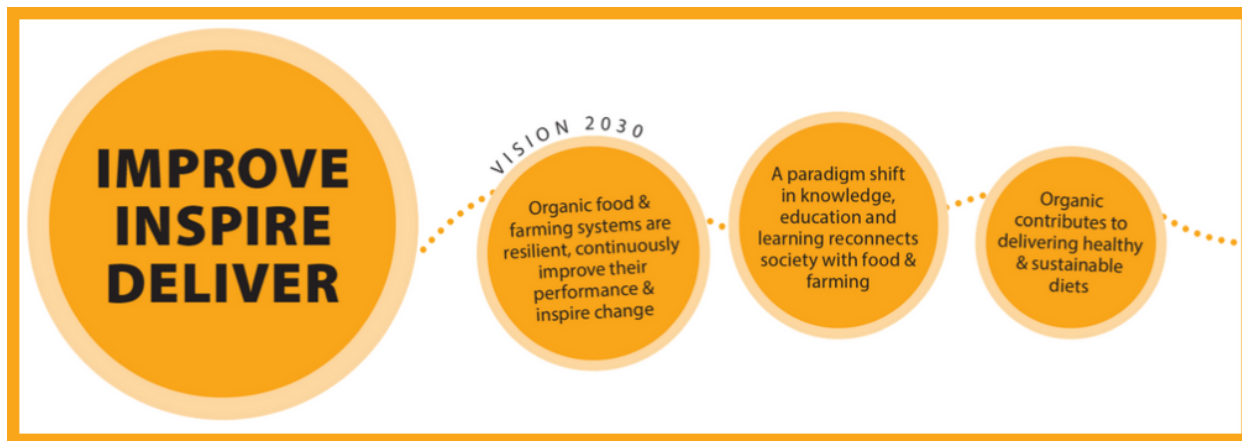 IMPROVE
INSPIRE
DELIVER
VISION 2030
Organic food &
farming systems are
resilient, continuously
improve their
performance &
inspire change
A paradigm shift
in knowledge,
education and
learning reconnects
society with food &
farming
Organic
contributes to
delivering healthy
& sustainable
diets